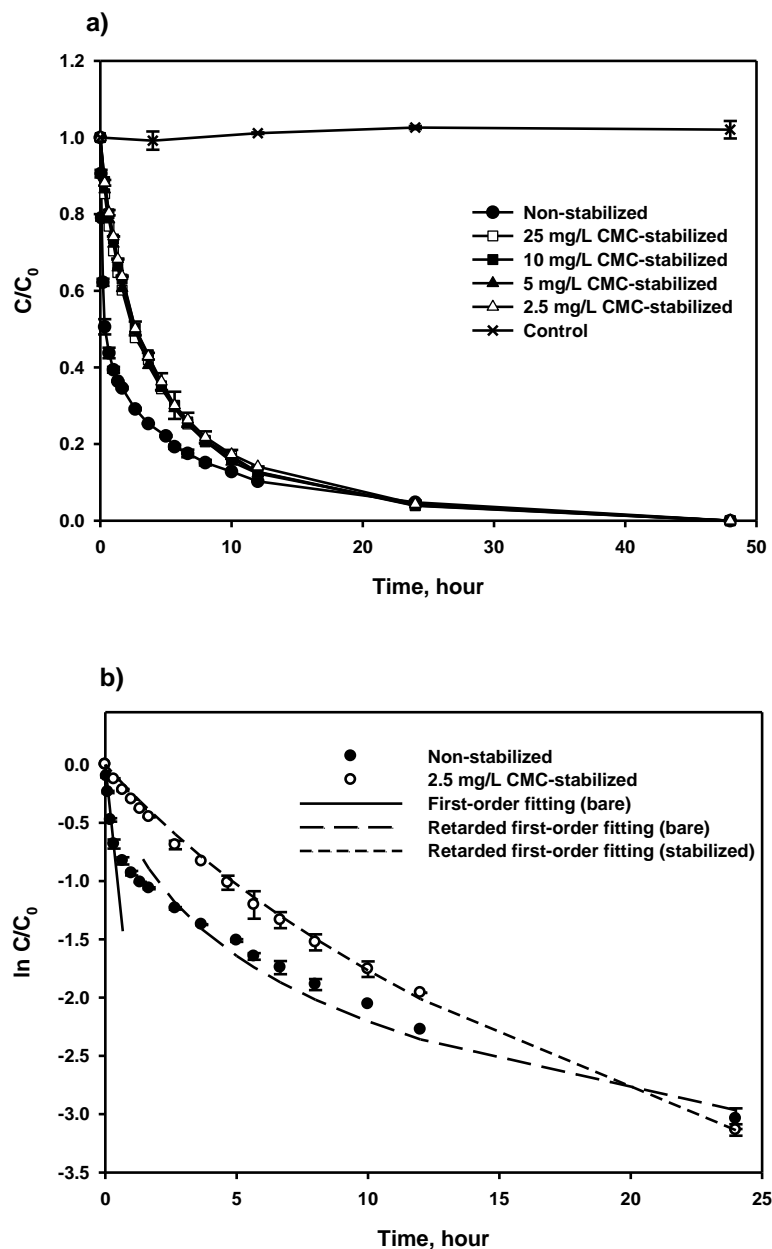 a)
1.2
1.0
0.8
0.6
0.4
0.2
0.0
C/C0
Non-stabilized
25 mg/L CMC-stabilized
10 mg/L CMC-stabilized
5 mg/L CMC-stabilized
2.5 mg/L CMC-stabilized
Control
0 10 20 30 40 50
Time, hour
b)
0.0
-0.5
-1.0
-1.5
-2.0
-2.5
-3.0
-3.5
ln C/C0
Non-stabilized
2.5 mg/L CMC-stabilized
First-order fitting (bare)
Retarded first-order fitting (bare)
Retarded first-order fitting (stabilized)
0 5 10 15 20 25
Time, hour